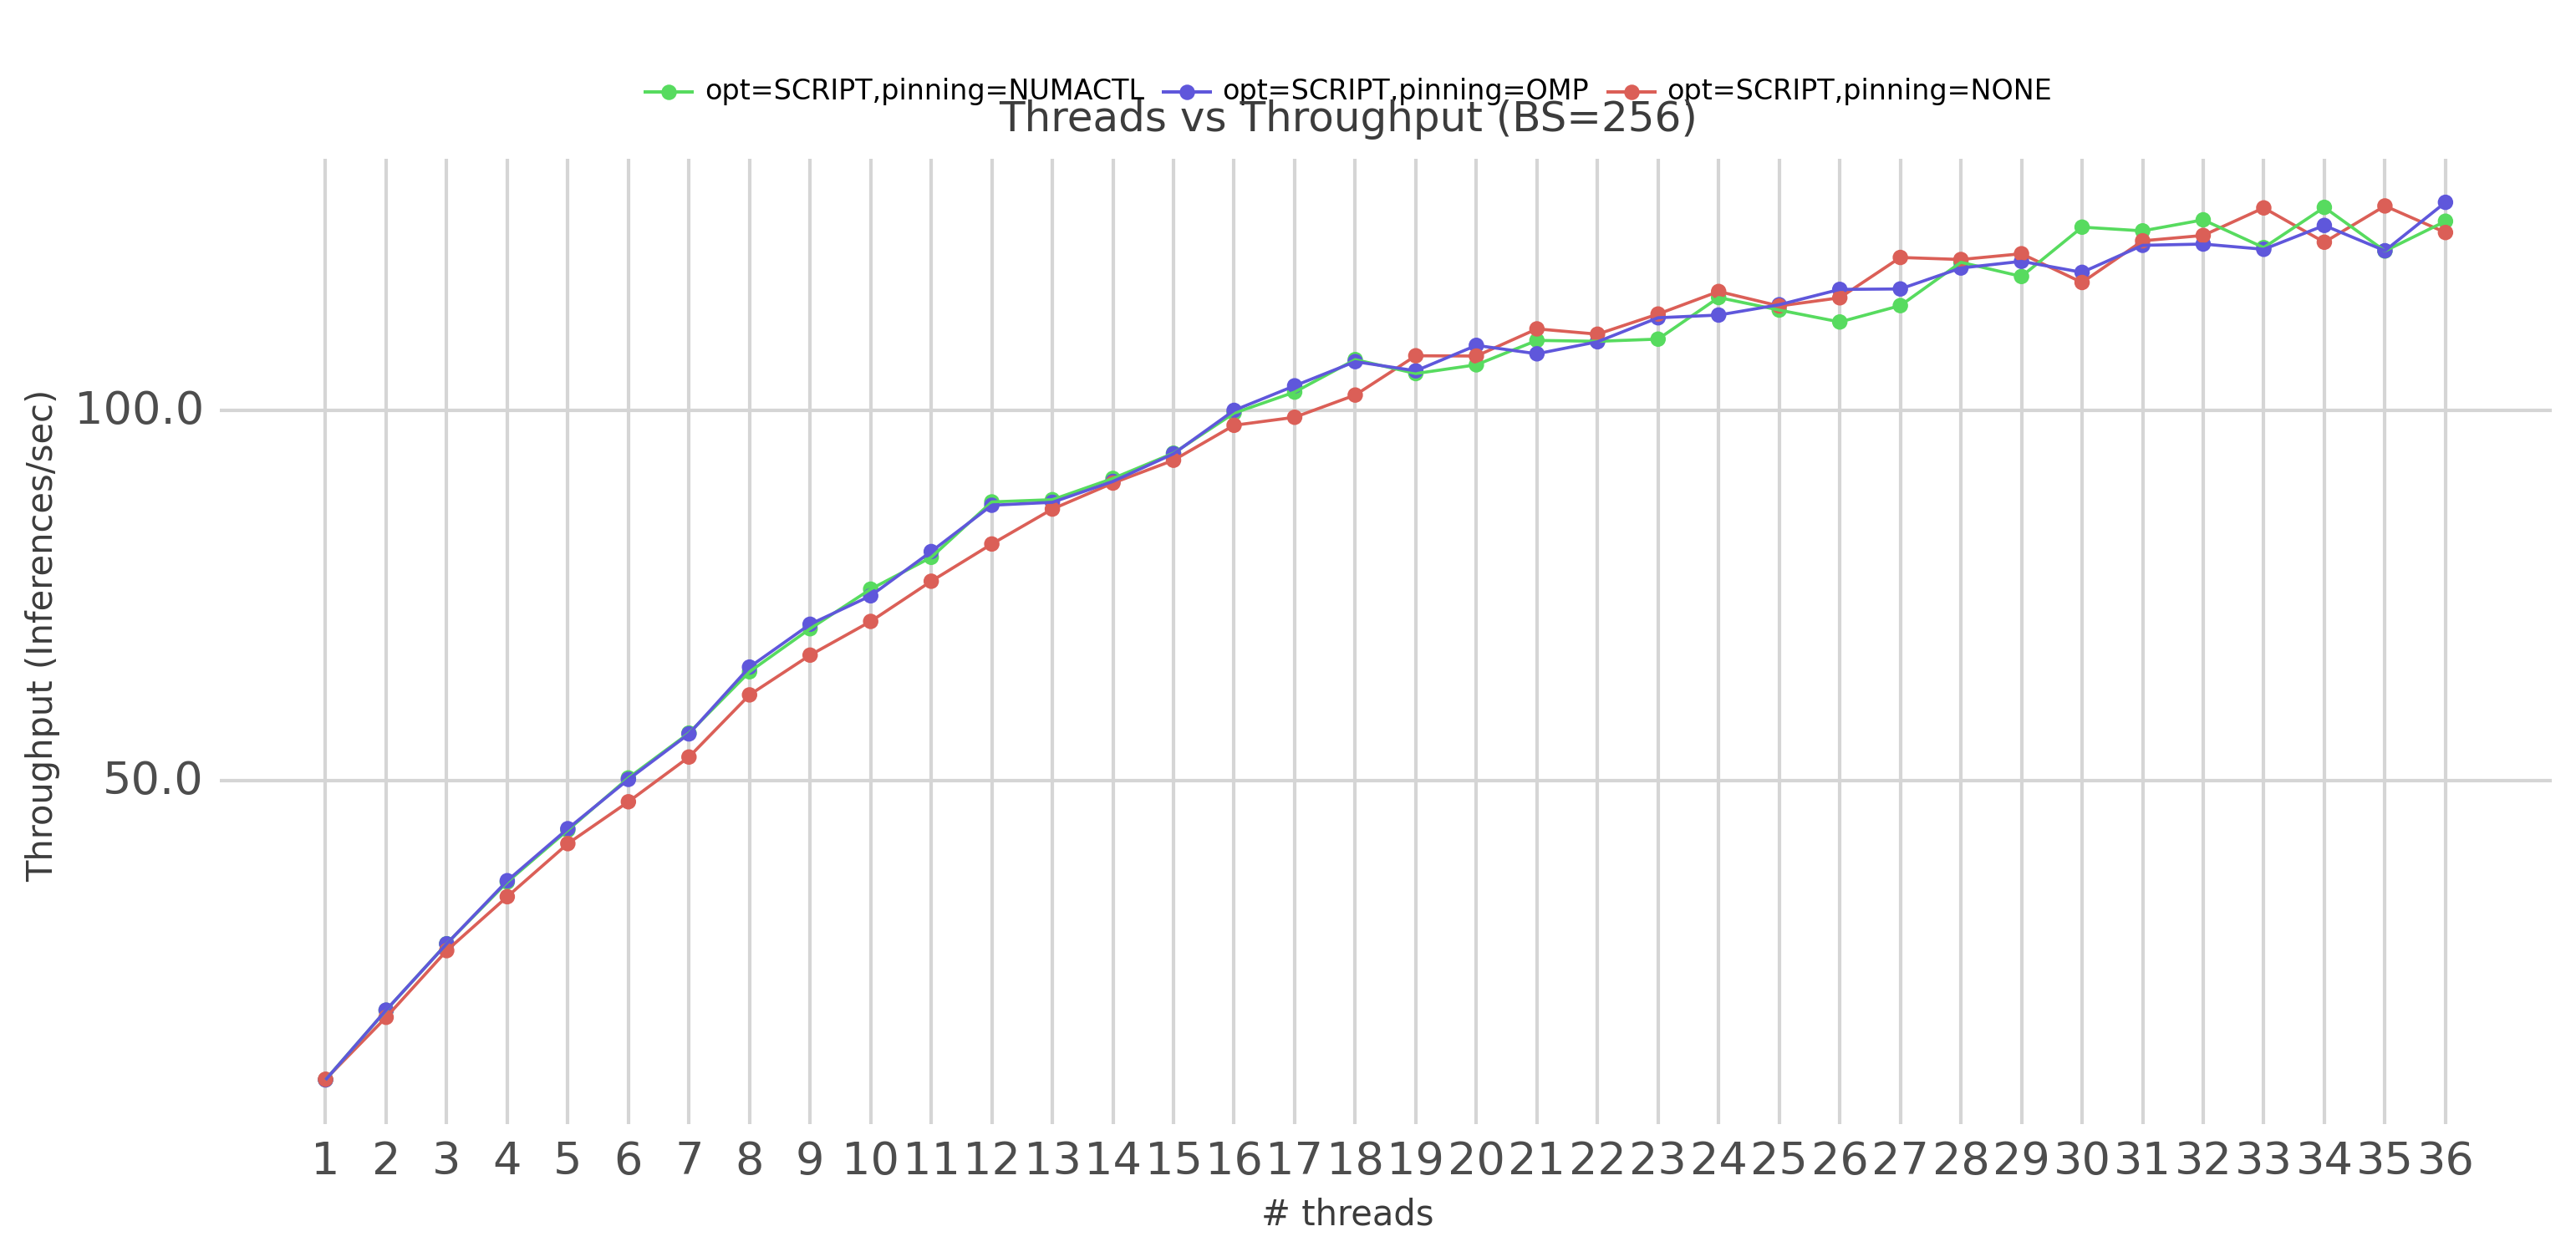 opt=SCRIPT,pinning=NUMACTL opt=SCRIPT,pinning=OMP opt=SCRIPT,pinning=NONE
Threads vs Throughput (BS=256)
Throughput (Inferences/sec)
100.0
50.0
1 2 3 4 5 6 7 8 9 10 11 12 13 14 15 16 17 18 19 20 21 22 23 24 25 26 27 28 29 30 31 32 33 34 35 36
# threads